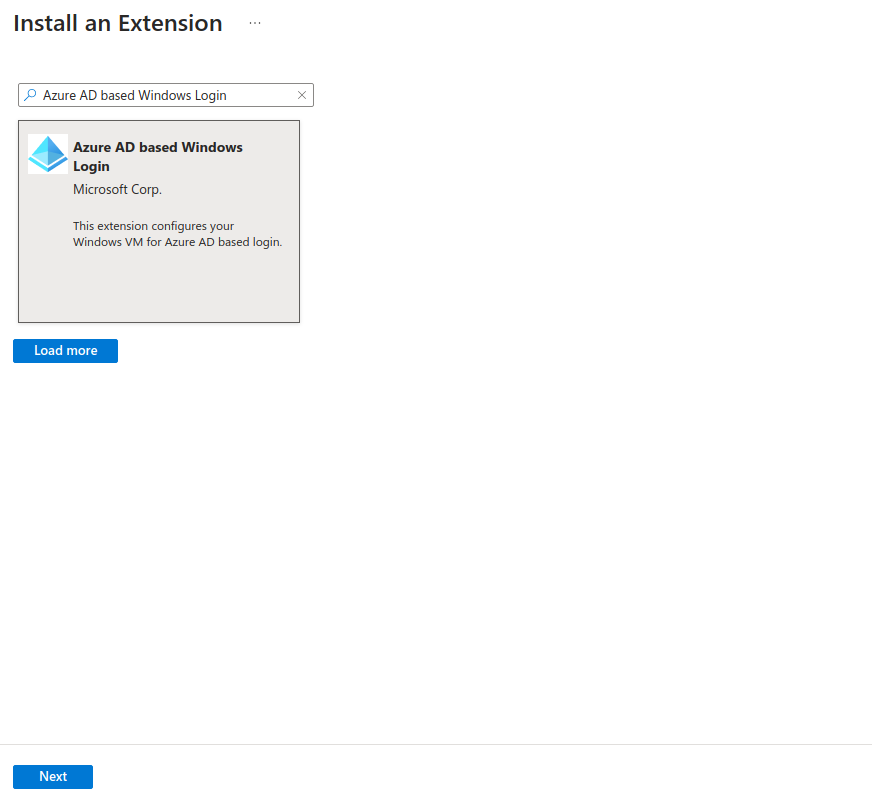 Install an Extension ...
Azure AD based Windows Login
Azure AD based Windows
Login
Microsoft Corp.
This extension configures your
Windows VM for Azure AD based login.
Load more
Next